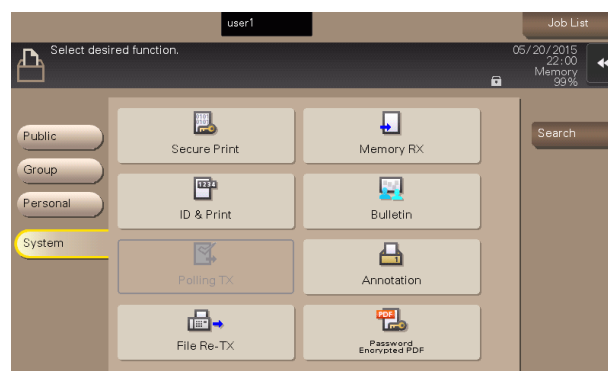 user1
Job List
Select desired function.
05/20/2015
22:00
Memory
99%
Public
Group
Personal
System
Secure Print
Memory RX
ID & Print
Bulletin
Polling TX
Annotation
File Re-TX
Password
Encrypted PDF
Search
1234
PDF